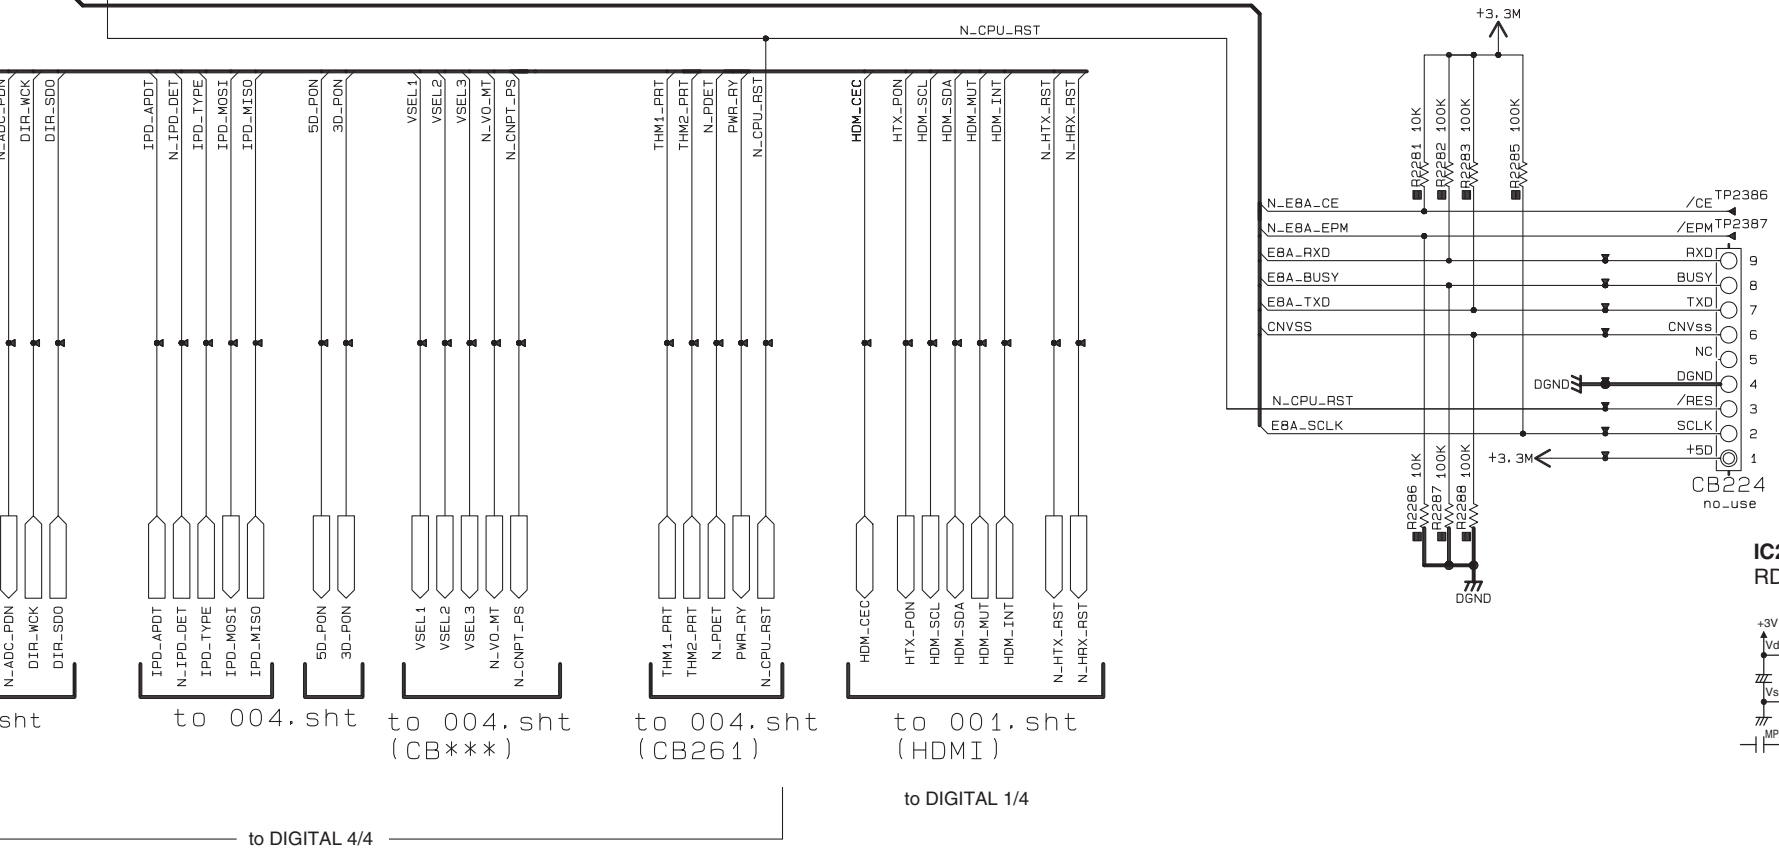 +3.3M
N_CPU_RST
N_ADC_PDN
DIR_WCK
DIR_SDO
IPD_APDT
N_IPD_DET
IPD_TYPE
IPD_MOSI
IPD_MISO
5D_PON
3D_PON
VSEL1
VSEL2
VSEL3
N_VO_MT
N_CNPT_PS
THM1_PRT
THM2_PRT
N_PDET
PWR_RY
N_CPU_RST
HDM_CEC
HTX_PON
HDM_SCL
HDM_SDA
HDM_MUT
HDM_INT
N_HTX_RST
N_HRX_RST
R2281 10K
R2282 100K
R2283 100K
R2285 100K
N_E8A_CE /CE TP2386
N_E8A_EPM /EPM TP2387
E8A_RXD RXD 9
E8A_BUSY BUSY 8
E8A_TXD TXD 7
CNVSS CNVss 6
NC 5
DGND DGND 4
N_CPU_RST /RES 3
E8A_SCLK SCLK 2
+3.3M +5D 1
CB224
no_use
R2286 10K
R2287 100K
R2288 100K
DGND
N_ADC_PDN
DIR_WCK
DIR_SDO
IPD_APDT
N_IPD_DET
IPD_TYPE
IPD_MOSI
IPD_MISO
5D_PON
3D_PON
VSEL1
VSEL2
VSEL3
N_VO_MT
N_CNPT_PS
THM1_PRT
THM2_PRT
N_PDET
PWR_RY
N_CPU_RST
HDM_CEC
HTX_PON
HDM_SCL
HDM_SDA
HDM_MUT
HDM_INT
N_HTX_RST
N_HRX_RST
sht
to 004.sht
to 004.sht
(CB***)
to 004.sht
(CB261)
to 001.sht
(HDMI)
to DIGITAL 1/4
to DIGITAL 4/4
IC2
RD
+3V
Vd
Vs
MP